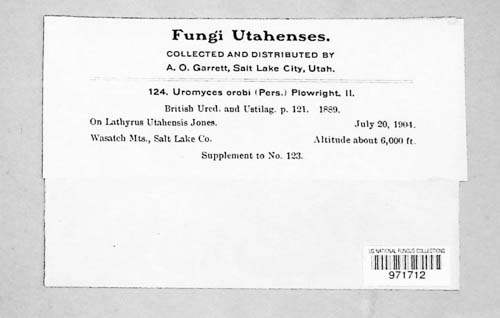 Fungi Utahenses.
COLLECTED AND DISTRIBUTED BY
A. O. Garrett, Salt Lake City, Utah.
124. Uromyces orobi (Pers.) Plowright. II.
British Ured. and Ustilag. p. 121. 1889.
On Lathyrus Utahensis Jones. July 20, 1904.
Wasatch Mts., Salt Lake Co. Altitude about 6,000 ft.
Supplement to No. 123.
US NATIONAL FUNGUS COLLECTIONS
971712